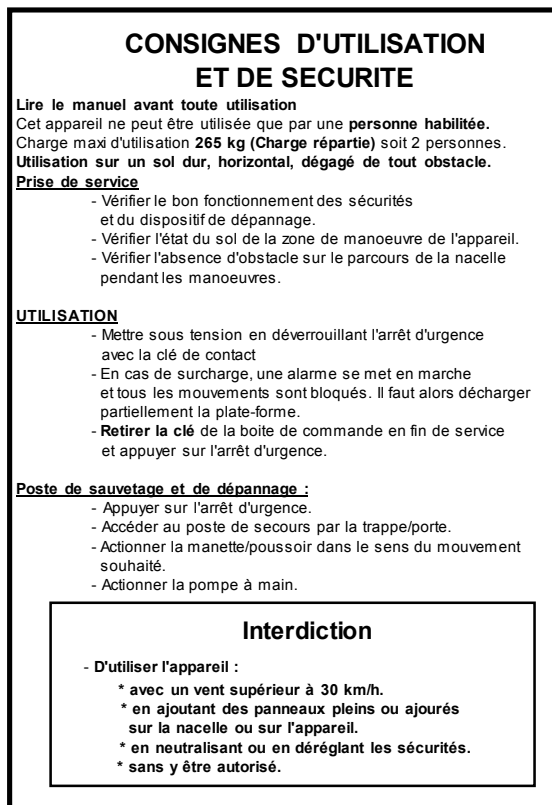 CONSIGNES D'UTILISATION
ET DE SECURITE
Lire le manuel avant toute utilisation
Cet appareil ne peut être utilisée que par une personne habilitée.
Charge maxi d'utilisation 265 kg (Charge répartie) soit 2 personnes.
Utilisation sur un sol dur, horizontal, dégagé de tout obstacle.
Prise de service
- Vérifier le bon fonctionnement des sécurités
et du dispositif de dépannage.
- Vérifier l'état du sol de la zone de manoeuvre de l'appareil.
- Vérifier l'absence d'obstacle sur le parcours de la nacelle
pendant les manoeuvres.
UTILISATION
- Mettre sous tension en déverrouillant l'arrêt d'urgence
avec la clé de contact
- En cas de surcharge, une alarme se met en marche
et tous les mouvements sont bloqués. Il faut alors décharger
partiellement la plate-forme.
- Retirer la clé de la boite de commande en fin de service
et appuyer sur l'arrêt d'urgence.
Poste de sauvetage et de dépannage :
- Appuyer sur l'arrêt d'urgence.
- Accéder au poste de secours par la trappe/porte.
- Actionner la manette/poussoir dans le sens du mouvement
souhaité.
- Actionner la pompe à main.
Interdiction
- D'utiliser l'appareil :
* avec un vent supérieur à 30 km/h.
* en ajoutant des panneaux pleins ou ajourés
sur la nacelle ou sur l'appareil.
* en neutralisant ou en déréglant les sécurités.
* sans y être autorisé.